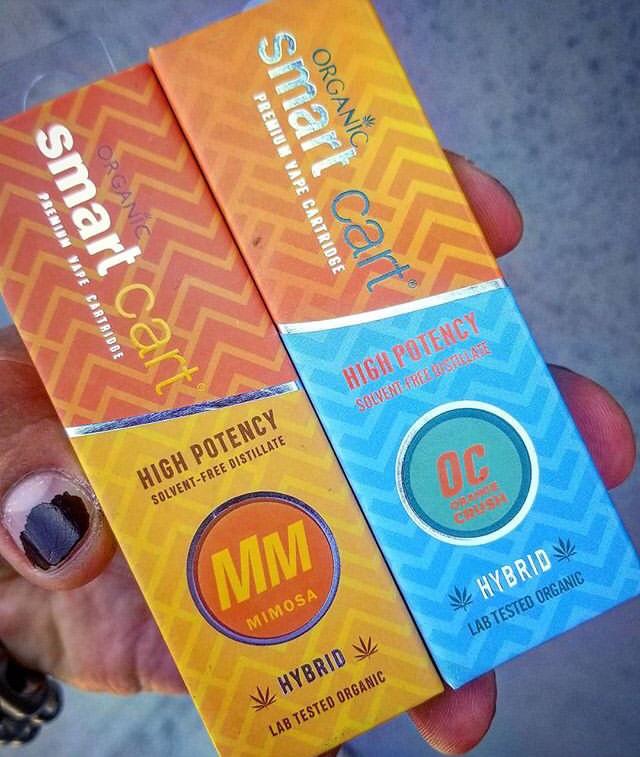 ORGANIC
smart cart
PREMIUM VAPE CARTRIDGE
HIGH POTENCY
SOLVENT-FREE DISTILLATE
MM
MIMOSA
HYBRID
LAB TESTED ORGANIC
ORGANIC
smart cart®
PREMIUM VAPE CARTRIDGE
HIGH POTENCY
SOLVENT-FREE DISTILLATE
OC
ORANGE
CRUSH
HYBRID
LAB TESTED ORGANIC